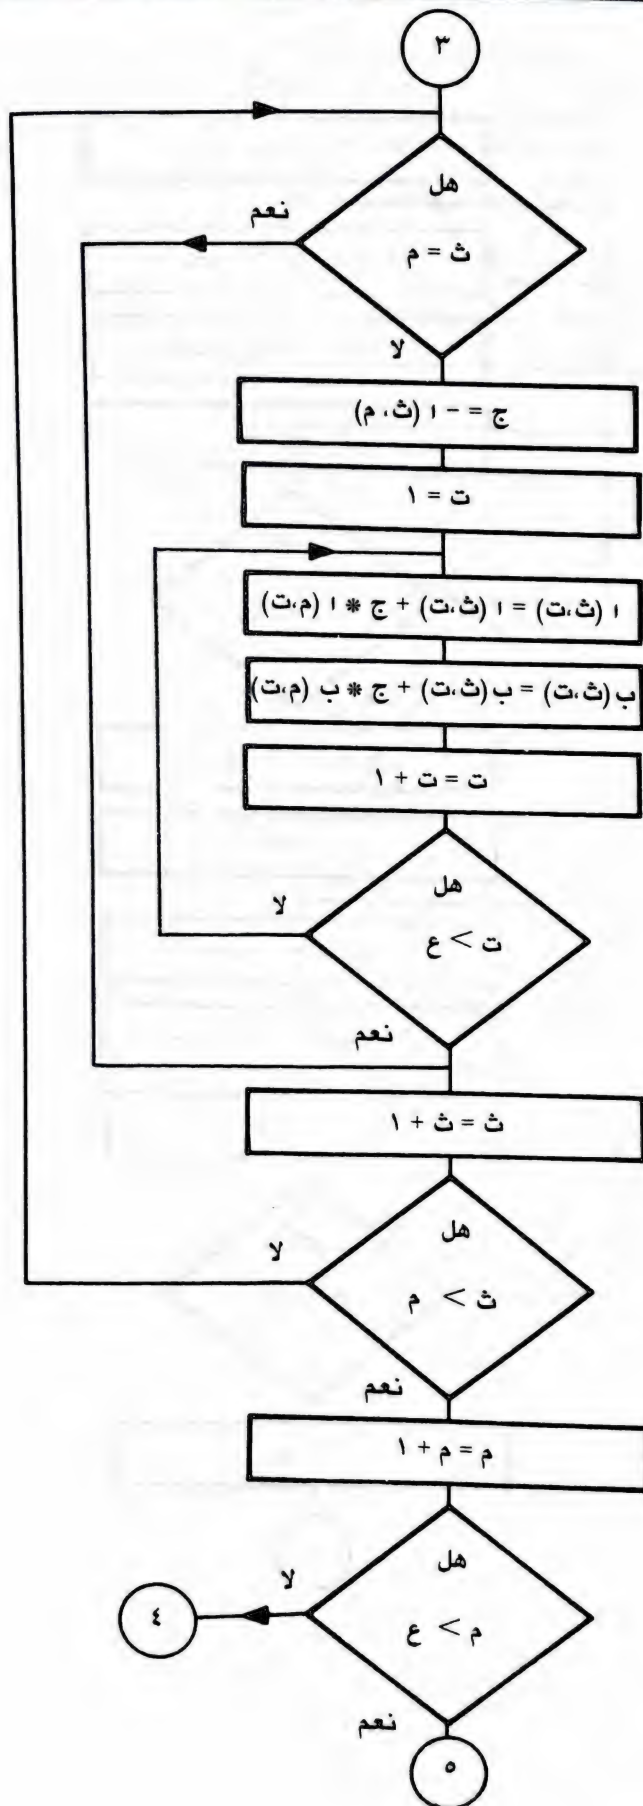 ٣
هل
نعم
ث = م
لا
ج = - ا (ث، م)
ت = ١
ا (ث،ت) = ا (ث،ت) + ج * ا (م،ت)
ب (ث،ت) = ب (ث،ت) + ج * ب (م،ت)
ت = ت + ١
هل
لا
ت > ع
نعم
ث = ث + ١
هل
لا
ث > م
نعم
م = م + ١
هل
لا
م > ع
٤
نعم
٥